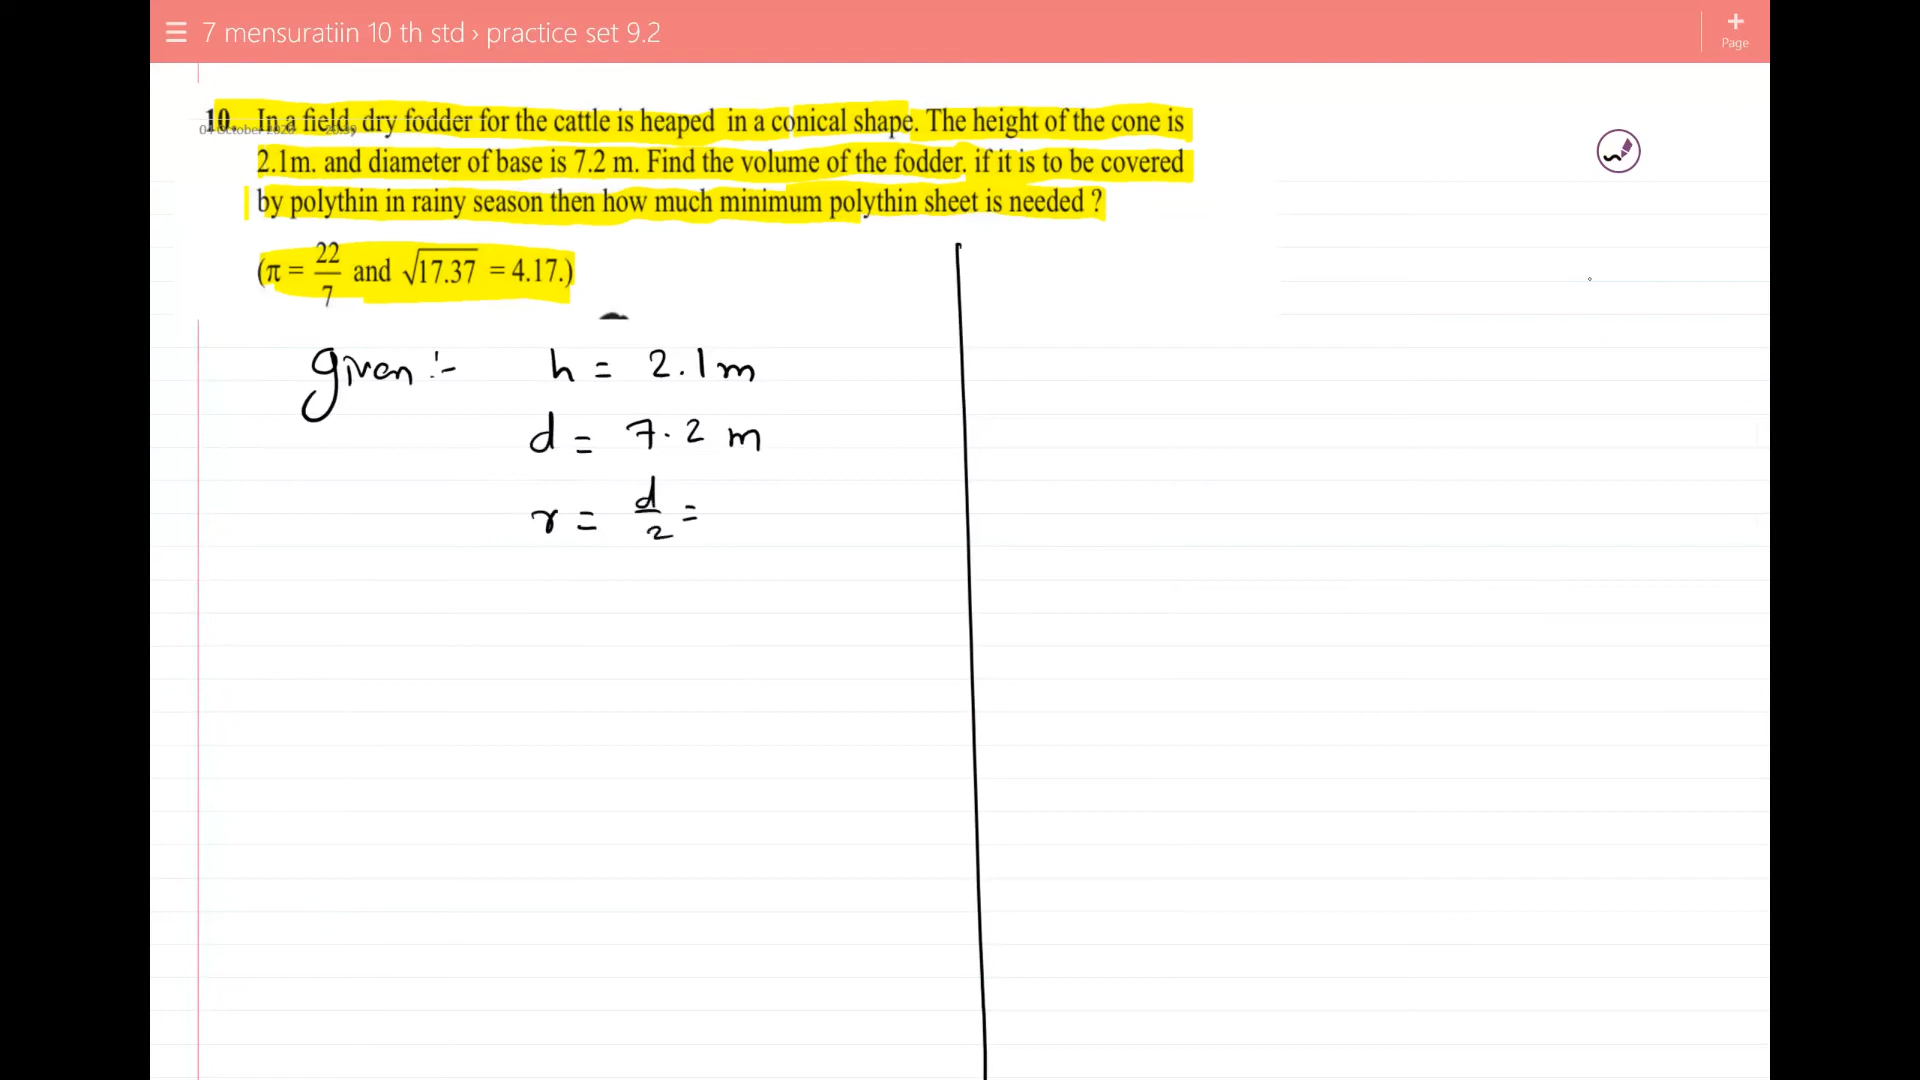 7 mensuratiin 10 th std › practice set 9.2
+
Page
10. In a field, dry fodder for the cattle is heaped in a conical shape. The height of the cone is
04 October 2020
2.1m. and diameter of base is 7.2 m. Find the volume of the fodder. if it is to be covered
by polythin in rainy season then how much minimum polythin sheet is needed ?
(π = 22/7 and √17.37 = 4.17.)
given :- h = 2.1m
d = 7.2 m
r = d/2 =